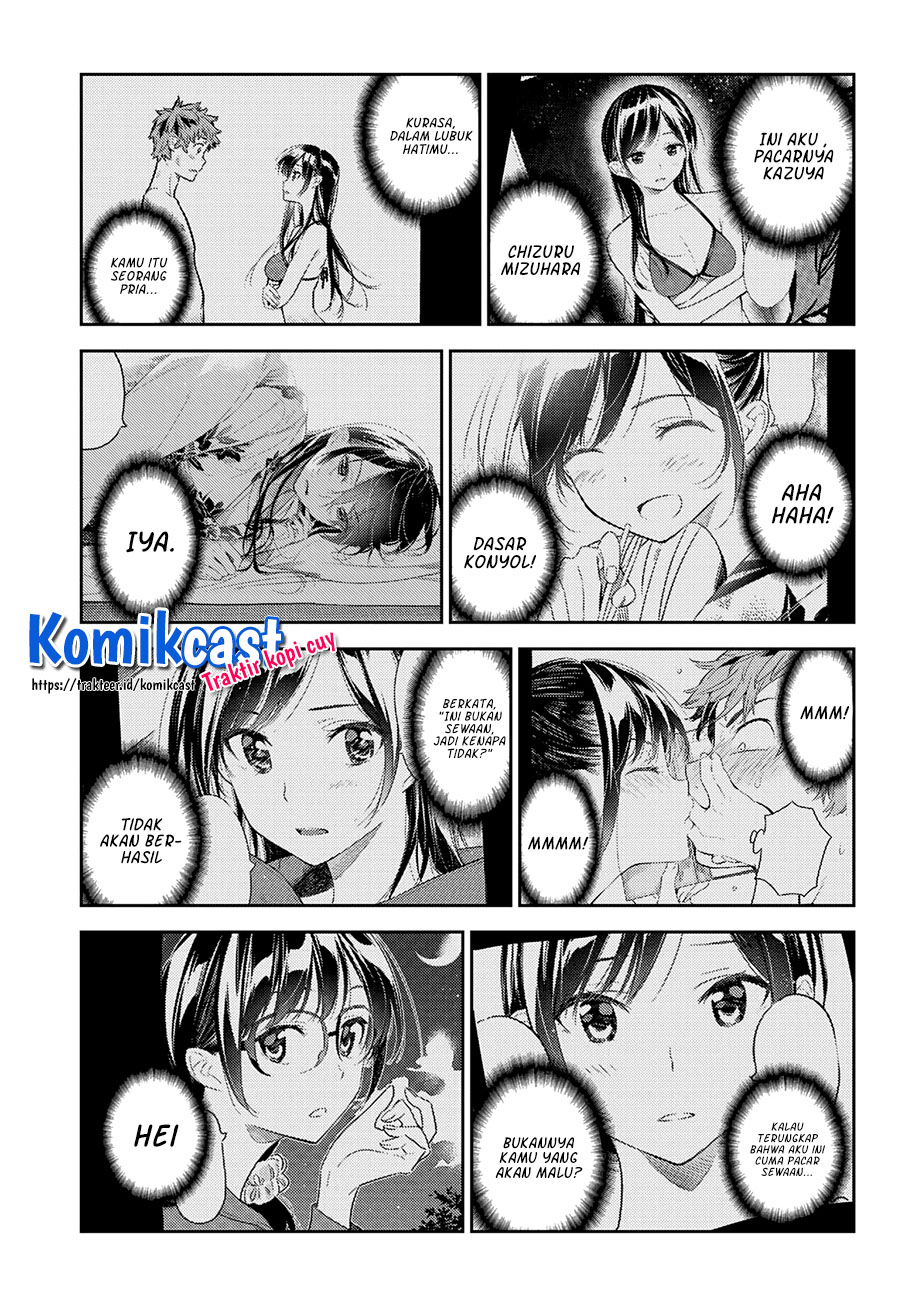 INI AKU ,
PACARNYA
KAZUYA
CHIZURU
MIZUHARA
KURASA,
DALAM LUBUK
HATIMU...
KAMU ITU
SEORANG
PRIA...
AHA
HAHA!
DASAR
KONYOL!
IYA.
Komikcast
https://trakteer.id/komikcast
Traktir kopi cuy
MMM!
MMMM!
BERKATA,
"INI BUKAN
SEWAAN,
JADI KENAPA
TIDAK?"
TIDAK
AKAN BER-
HASIL
KALAU
TERUNGKAP
BAHWA AKU INI
CUMA PACAR
SEWAAN...
BUKANNYA
KAMU YANG
AKAN MALU?
HEI